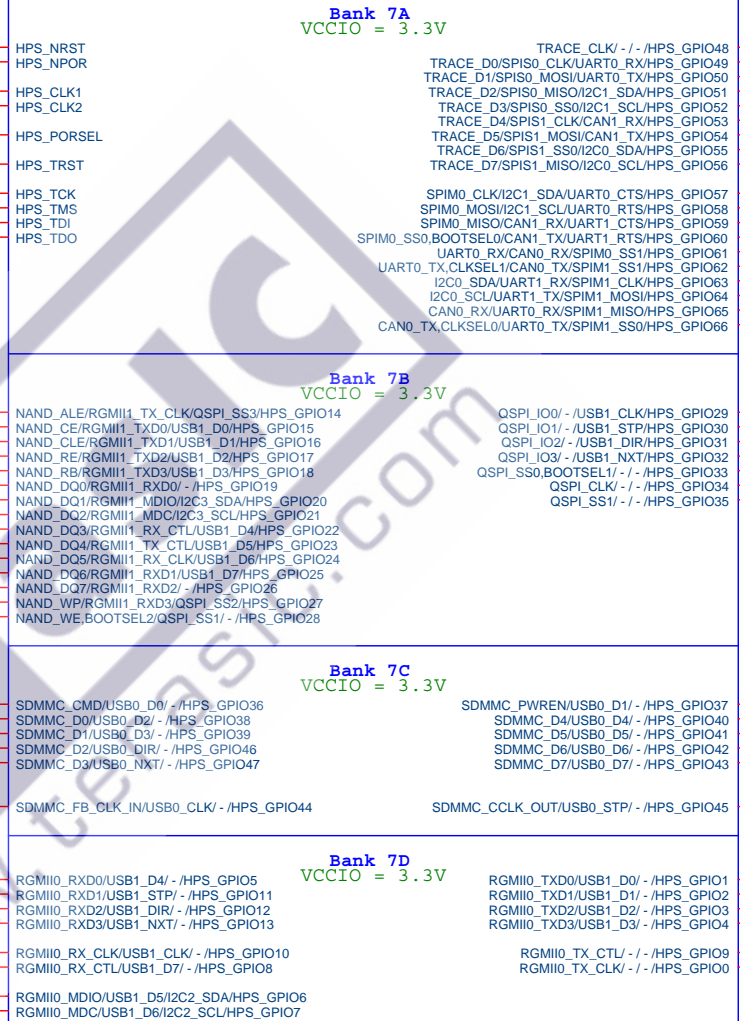 Bank 7A
VCCIO = 3.3V
HPS_NRST
HPS_NPOR
HPS_CLK1
HPS_CLK2
HPS_PORSEL
HPS_TRST
HPS_TCK
HPS_TMS
HPS_TDI
HPS_TDO
TRACE_CLK/ - / - /HPS_GPIO48
TRACE_D0/SPIS0_CLK/UART0_RX/HPS_GPIO49
TRACE_D1/SPIS0_MOSI/UART0_TX/HPS_GPIO50
TRACE_D2/SPIS0_MISO/I2C1_SDA/HPS_GPIO51
TRACE_D3/SPIS0_SS0/I2C1_SCL/HPS_GPIO52
TRACE_D4/SPIS1_CLK/CAN1_RX/HPS_GPIO53
TRACE_D5/SPIS1_MOSI/CAN1_TX/HPS_GPIO54
TRACE_D6/SPIS1_SS0/I2C0_SDA/HPS_GPIO55
TRACE_D7/SPIS1_MISO/I2C0_SCL/HPS_GPIO56
SPIM0_CLK/I2C1_SDA/UART0_CTS/HPS_GPIO57
SPIM0_MOSI/I2C1_SCL/UART0_RTS/HPS_GPIO58
SPIM0_MISO/CAN1_RX/UART1_CTS/HPS_GPIO59
SPIM0_SS0,BOOTSEL0/CAN1_TX/UART1_RTS/HPS_GPIO60
UART0_RX/CAN0_RX/SPIM0_SS1/HPS_GPIO61
UART0_TX,CLKSEL1/CAN0_TX/SPIM1_SS1/HPS_GPIO62
I2C0_SDA/UART1_RX/SPIM1_CLK/HPS_GPIO63
I2C0_SCL/UART1_TX/SPIM1_MOSI/HPS_GPIO64
CAN0_RX/UART0_RX/SPIM1_MISO/HPS_GPIO65
CAN0_TX,CLKSEL0/UART0_TX/SPIM1_SS0/HPS_GPIO66
Bank 7B
VCCIO = 3.3V
NAND_ALE/RGMII1_TX_CLK/QSPI_SS3/HPS_GPIO14
NAND_CE/RGMII1_TXD0/USB1_D0/HPS_GPIO15
NAND_CLE/RGMII1_TXD1/USB1_D1/HPS_GPIO16
NAND_RE/RGMII1_TXD2/USB1_D2/HPS_GPIO17
NAND_RB/RGMII1_TXD3/USB1_D3/HPS_GPIO18
NAND_DQ0/RGMII1_RXD0/ - /HPS_GPIO19
NAND_DQ1/RGMII1_MDIO/I2C3_SDA/HPS_GPIO20
NAND_DQ2/RGMII1_MDC/I2C3_SCL/HPS_GPIO21
NAND_DQ3/RGMII1_RX_CTL/USB1_D4/HPS_GPIO22
NAND_DQ4/RGMII1_TX_CTL/USB1_D5/HPS_GPIO23
NAND_DQ5/RGMII1_RX_CLK/USB1_D6/HPS_GPIO24
NAND_DQ6/RGMII1_RXD1/USB1_D7/HPS_GPIO25
NAND_DQ7/RGMII1_RXD2/ - /HPS_GPIO26
NAND_WP/RGMII1_RXD3/QSPI_SS2/HPS_GPIO27
NAND_WE,BOOTSEL2/QSPI_SS1/ - /HPS_GPIO28
QSPI_IO0/ - /USB1_CLK/HPS_GPIO29
QSPI_IO1/ - /USB1_STP/HPS_GPIO30
QSPI_IO2/ - /USB1_DIR/HPS_GPIO31
QSPI_IO3/ - /USB1_NXT/HPS_GPIO32
QSPI_SS0,BOOTSEL1/ - / - /HPS_GPIO33
QSPI_CLK/ - / - /HPS_GPIO34
QSPI_SS1/ - / - /HPS_GPIO35
Bank 7C
VCCIO = 3.3V
SDMMC_CMD/USB0_D0/ - /HPS_GPIO36
SDMMC_D0/USB0_D2/ - /HPS_GPIO38
SDMMC_D1/USB0_D3/ - /HPS_GPIO39
SDMMC_D2/USB0_DIR/ - /HPS_GPIO46
SDMMC_D3/USB0_NXT/ - /HPS_GPIO47
SDMMC_FB_CLK_IN/USB0_CLK/ - /HPS_GPIO44
SDMMC_PWREN/USB0_D1/ - /HPS_GPIO37
SDMMC_D4/USB0_D4/ - /HPS_GPIO40
SDMMC_D5/USB0_D5/ - /HPS_GPIO41
SDMMC_D6/USB0_D6/ - /HPS_GPIO42
SDMMC_D7/USB0_D7/ - /HPS_GPIO43
SDMMC_CCLK_OUT/USB0_STP/ - /HPS_GPIO45
Bank 7D
VCCIO = 3.3V
RGMII0_RXD0/USB1_D4/ - /HPS_GPIO5
RGMII0_RXD1/USB1_STP/ - /HPS_GPIO11
RGMII0_RXD2/USB1_DIR/ - /HPS_GPIO12
RGMII0_RXD3/USB1_NXT/ - /HPS_GPIO13
RGMII0_RX_CLK/USB1_CLK/ - /HPS_GPIO10
RGMII0_RX_CTL/USB1_D7/ - /HPS_GPIO8
RGMII0_MDIO/USB1_D5/I2C2_SDA/HPS_GPIO6
RGMII0_MDC/USB1_D6/I2C2_SCL/HPS_GPIO7
RGMII0_TXD0/USB1_D0/ - /HPS_GPIO1
RGMII0_TXD1/USB1_D1/ - /HPS_GPIO2
RGMII0_TXD2/USB1_D2/ - /HPS_GPIO3
RGMII0_TXD3/USB1_D3/ - /HPS_GPIO4
RGMII0_TX_CTL/ - / - /HPS_GPIO9
RGMII0_TX_CLK/ - / - /HPS_GPIO0
.terasic.com